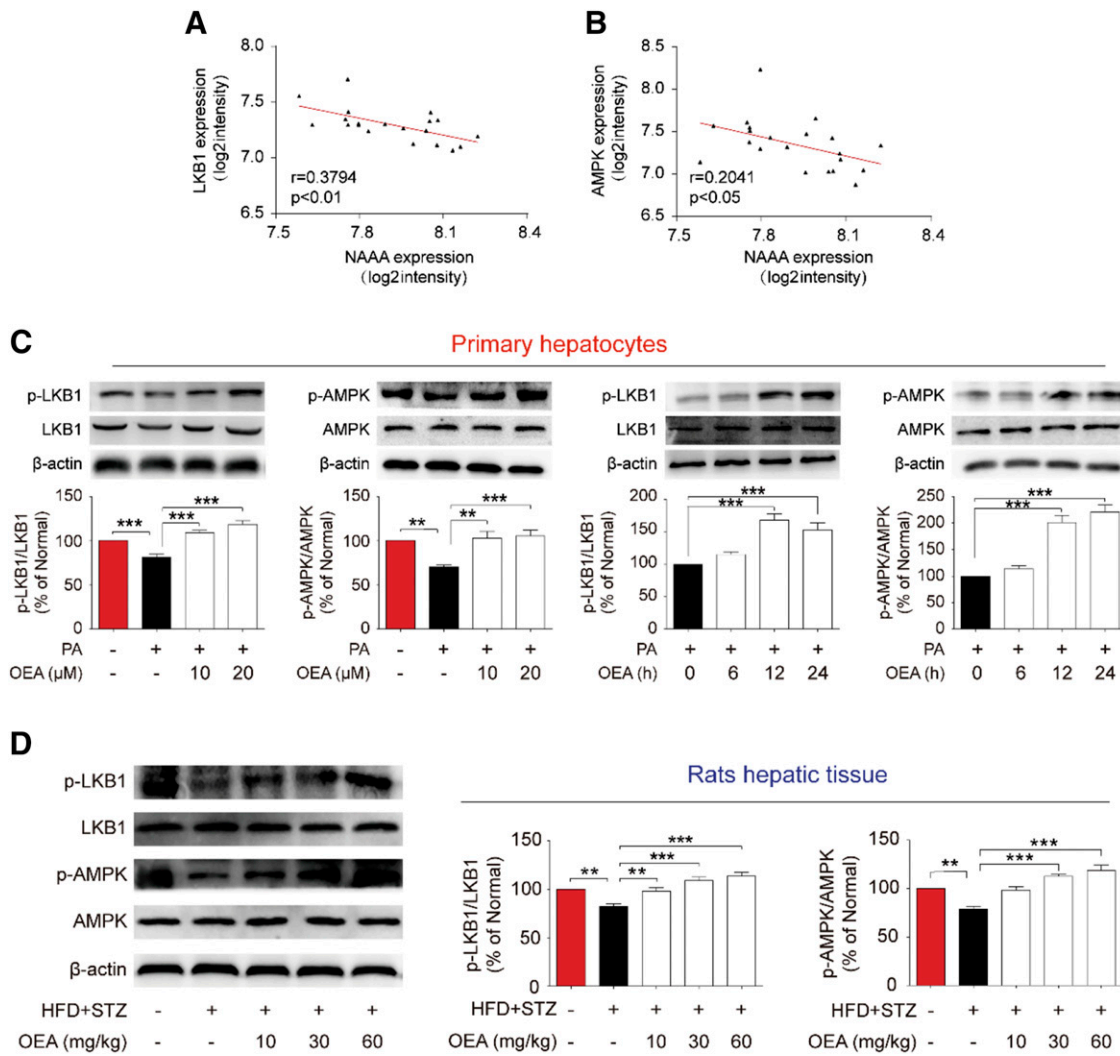 A
8.0
7.5
7.0
6.5
LKB1 expression
(log2intensity)
r=0.3794
p<0.01
7.5
7.8
8.1
8.4
NAAA expression
(log2intensity)
B
8.5
8.0
7.5
7.0
6.5
AMPK expression
(log2intensity)
r=0.2041
p<0.05
7.5
7.8
8.1
8.4
NAAA expression
(log2intensity)
C
Primary hepatocytes
p-LKB1
LKB1
β-actin
150
100
50
0
p-LKB1/LKB1
(% of Normal)
***
***
***
PA - + + +
OEA (µM) - - 10 20
p-AMPK
AMPK
β-actin
150
100
50
0
p-AMPK/AMPK
(% of Normal)
**
**
***
PA - + + +
OEA (µM) - - 10 20
p-LKB1
LKB1
β-actin
200
150
100
50
0
p-LKB1/LKB1
(% of Normal)
***
***
PA + + + +
OEA (h) 0 6 12 24
p-AMPK
AMPK
β-actin
250
200
150
100
50
0
p-AMPK/AMPK
(% of Normal)
***
***
PA + + + +
OEA (h) 0 6 12 24
D
p-LKB1
LKB1
p-AMPK
AMPK
β-actin
HFD+STZ - + + + +
OEA (mg/kg) - - 10 30 60
Rats hepatic tissue
150
100
50
0
p-LKB1/LKB1
(% of Normal)
**
**
***
***
HFD+STZ - + + + +
OEA (mg/kg) - - 10 30 60
150
100
50
0
p-AMPK/AMPK
(% of Normal)
**
***
***
HFD+STZ - + + + +
OEA (mg/kg) - - 10 30 60